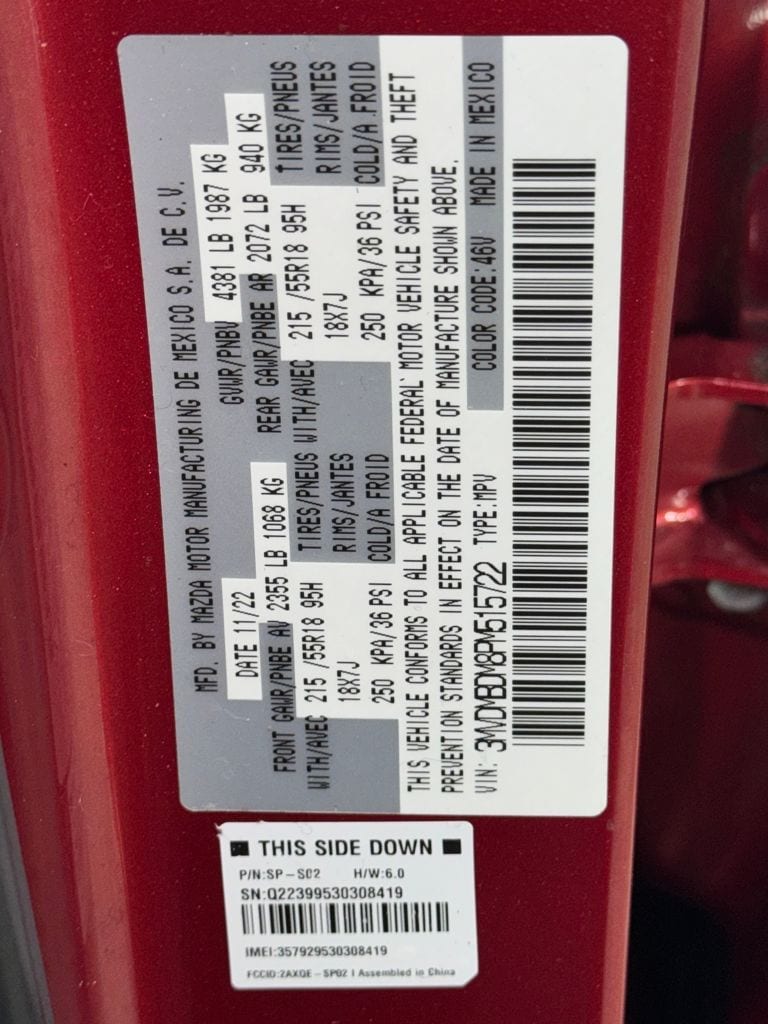 MFD. BY MAZDA MOTOR MANUFACTURING DE MEXICO S.A. DE C.V.
DATE 11/22 GVWR/PNBV 4381 LB 1987 KG
FRONT GAWR/PNBE AV 2355 LB 1068 KG REAR GAWR/PNBE AR 2072 LB 940 KG
WITH/AVEC 215 /55R18 95H TIRES/PNEUS WITH/AVEC 215 /55R18 95H TIRES/PNEUS
18X7J RIMS/JANTES 18X7J RIMS/JANTES
250 KPA/36 PSI COLD/A FROID 250 KPA/36 PSI COLD/A FROID
THIS VEHICLE CONFORMS TO ALL APPLICABLE FEDERAL MOTOR VEHICLE SAFETY AND THEFT
PREVENTION STANDARDS IN EFFECT ON THE DATE OF MANUFACTURE SHOWN ABOVE.
VIN: 3MVDMBDM8PM515722 TYPE:MPV COLOR CODE:46V MADE IN MEXICO
THIS SIDE DOWN
P/N:SP-S02 H/W:6.0
SN:Q22399530308419
IMEI:357929530308419
FCCID:2AXQE-SP02 I Assembled in China